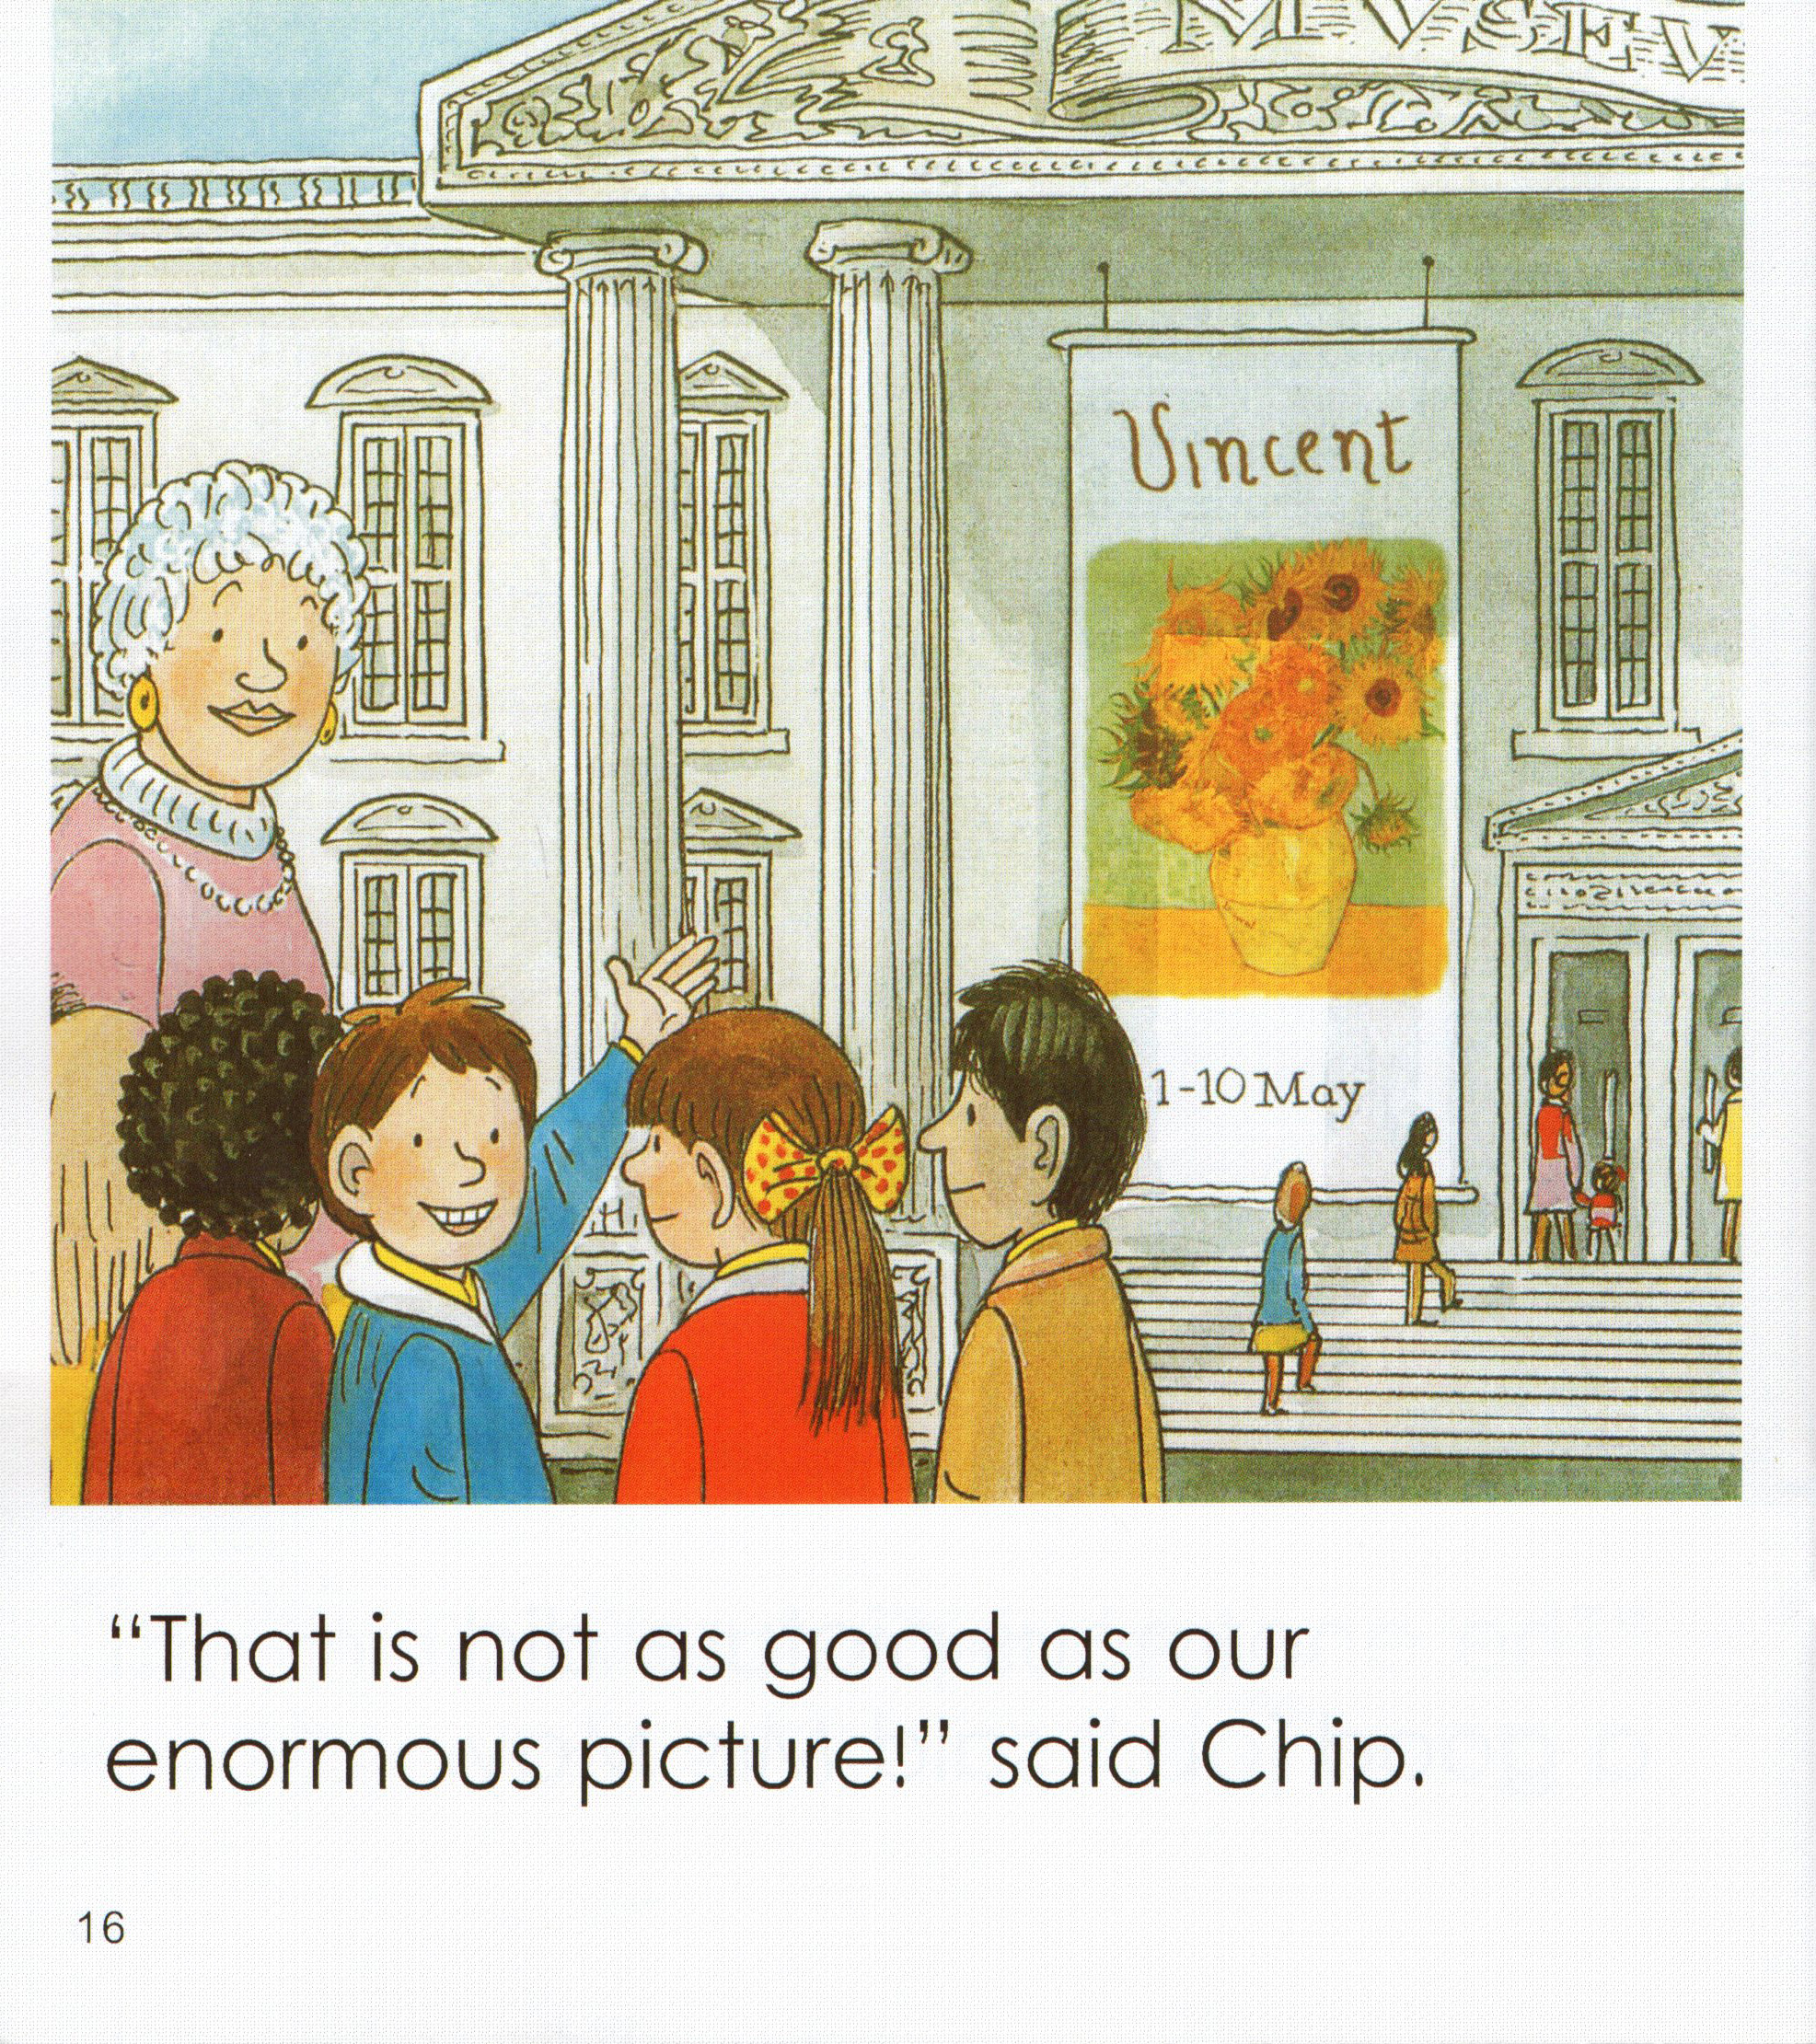 MVSEV
Vincent
1-10 May
“That is not as good as our
enormous picture!” said Chip.
16